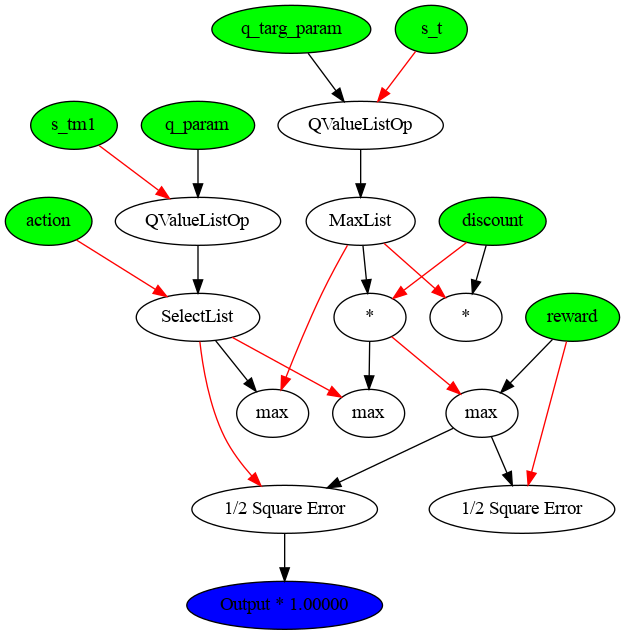 q_targ_param
s_t
s_tm1
q_param
QValueListOp
action
QValueListOp
MaxList
discount
SelectList
*
*
reward
max
max
max
1/2 Square Error
1/2 Square Error
Output * 1.00000